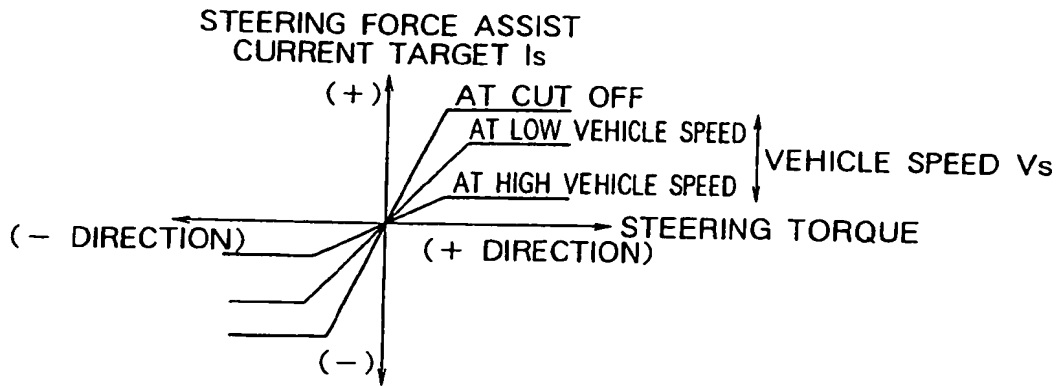 STEERING FORCE ASSIST
CURRENT TARGET Is
(+)
AT CUT OFF
AT LOW VEHICLE SPEED
VEHICLE SPEED Vs
AT HIGH VEHICLE SPEED
(- DIRECTION)
(+ DIRECTION)
STEERING TORQUE
(-)